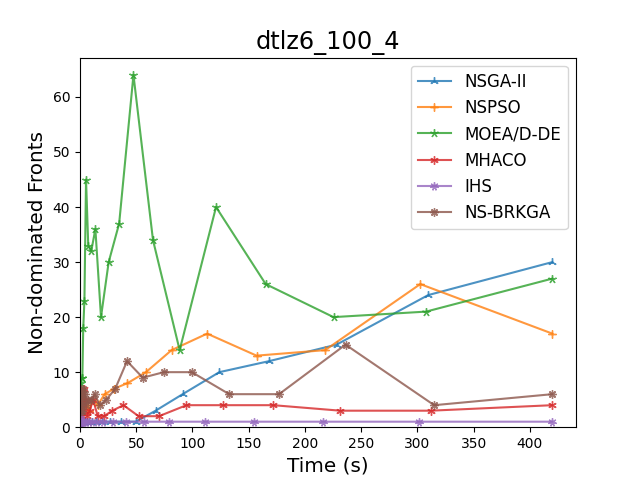 dtlz6_100_4
Non-dominated Fronts
60
50
40
30
20
10
0
0 50 100 150 200 250 300 350 400
Time (s)
NSGA-II
NSPSO
MOEA/D-DE
MHACO
IHS
NS-BRKGA